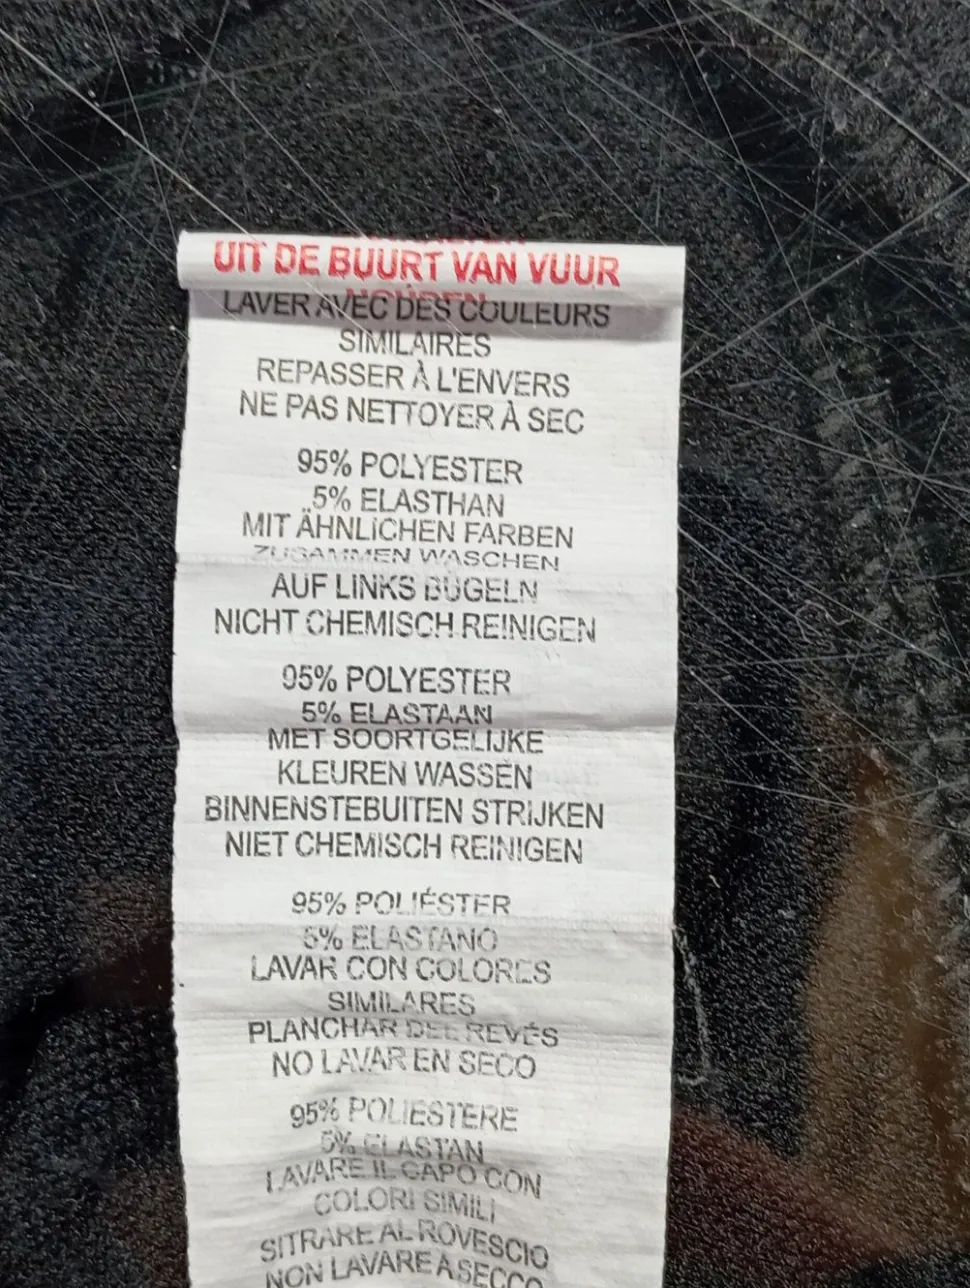 UIT DE BUURT VAN VUUR
LAVER AVEC DES COULEURS
SIMILAIRES
REPASSER À L'ENVERS
NE PAS NETTOYER À SEC
95% POLYESTER
5% ELASTHAN
MIT ÄHNLICHEN FARBEN
ZUSAMMEN WASCHEN
AUF LINKS BÜGELN
NICHT CHEMISCH REINIGEN
95% POLYESTER
5% ELASTAAN
MET SOORTGELIJKE
KLEUREN WASSEN
BINNENSTEBUITEN STRIJKEN
NIET CHEMISCH REINIGEN
95% POLIÉSTER
5% ELASTANO
LAVAR CON COLORES
SIMILARES
PLANCHAR DEL REVÉS
NO LAVAR EN SECO
95% POLIESTERE
5% ELASTAN
LAVARE IL CAPO CON
COLORI SIMILI
SITRARE AL ROVESCIO
NON LAVARE A SECCO